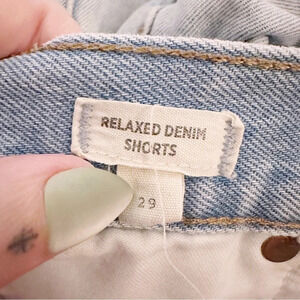 RELAXED DENIM
SHORTS
29